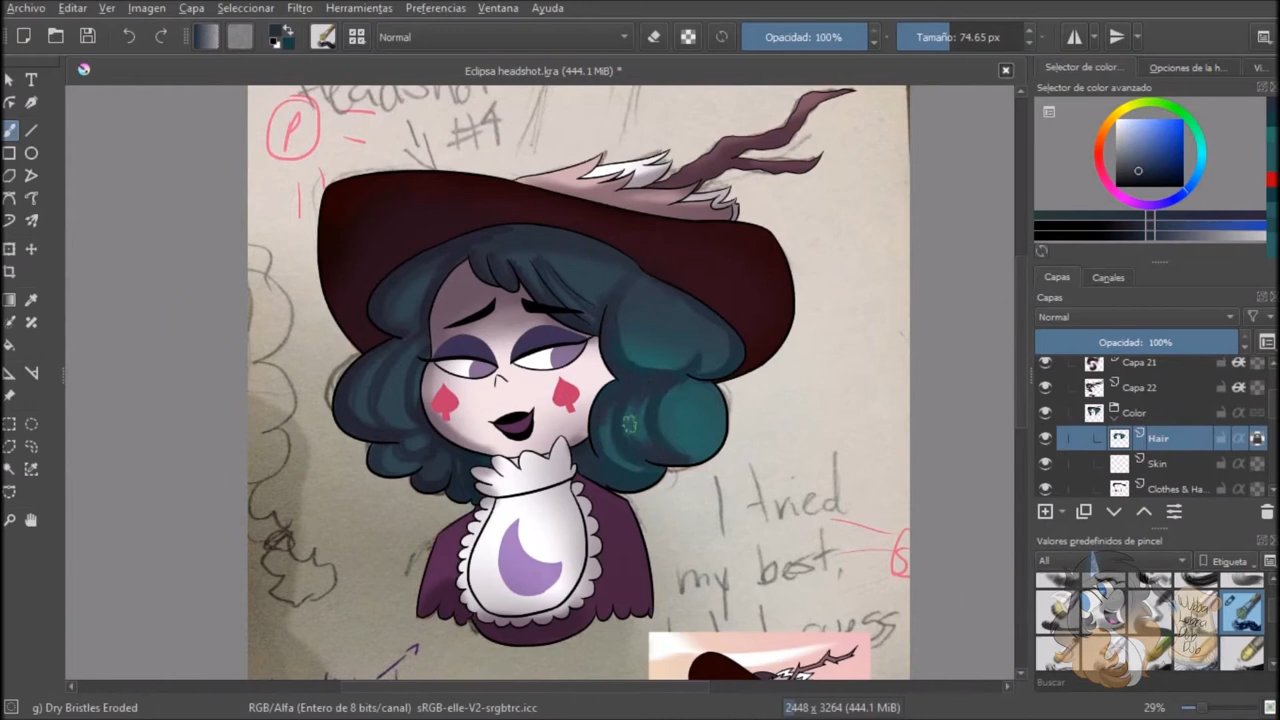 Archivo Editar Ver Imagen Capa Seleccionar Filtro Herramientas Preferencias Ventana Ayuda
Normal Opacidad: 100% Tamaño: 74.65 px
Eclipsa headshot.kra (444.1 MiB) *
Selector de color... Opciones de la h... Vi...
Selector de color avanzado
Headshot
P
#4
Capas Canales
Capas
Normal
Opacidad: 100%
Capa 21
Capa 22
Color
Hair
Skin
Clothes & Ha...
I tried
my best,
I guess
Valores predefinidos de pincel
All Etiqueta
Buscar
g) Dry Bristles Eroded RGB/Alfa (Entero de 8 bits/canal) sRGB-elle-V2-srgbtrc.icc 2448 x 3264 (444.1 MiB) 29%